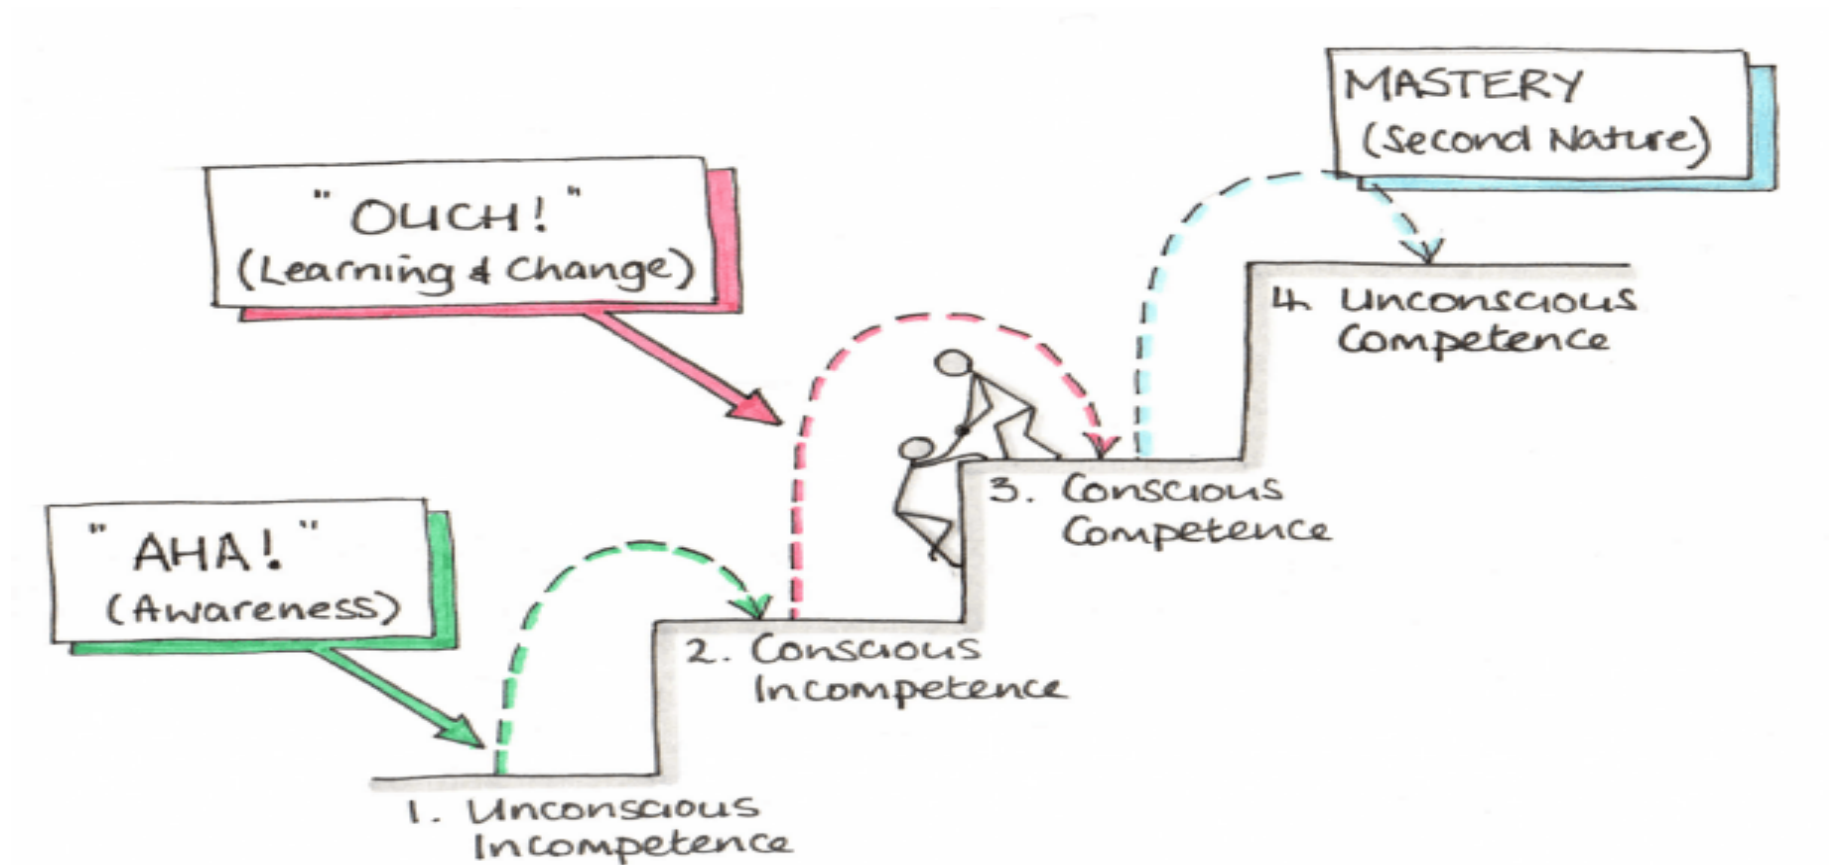 MASTERY
(Second Nature)
" OUCH! "
(Learning & Change)
4. Unconscious
Competence
3. Conscious
Competence
" AHA! "
(Awareness)
2. Conscious
Incompetence
1. Unconscious
Incompetence